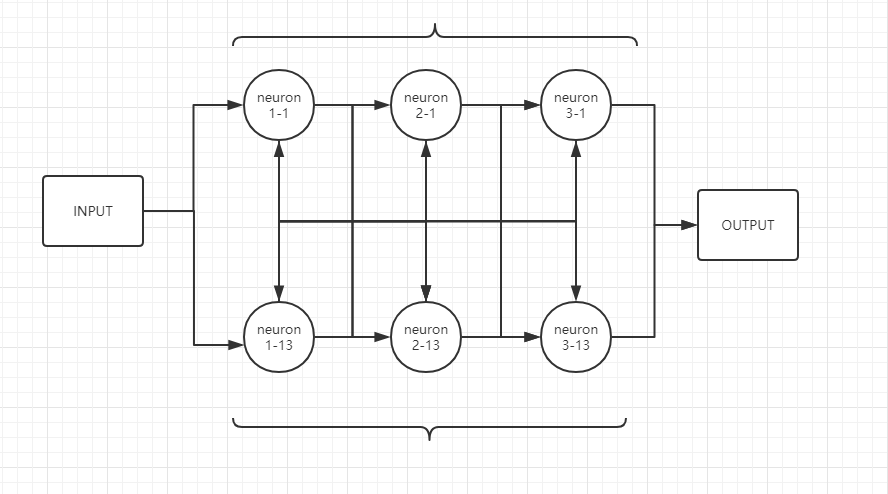 neuron
1-1
neuron
2-1
neuron
3-1
INPUT
OUTPUT
neuron
1-13
neuron
2-13
neuron
3-13